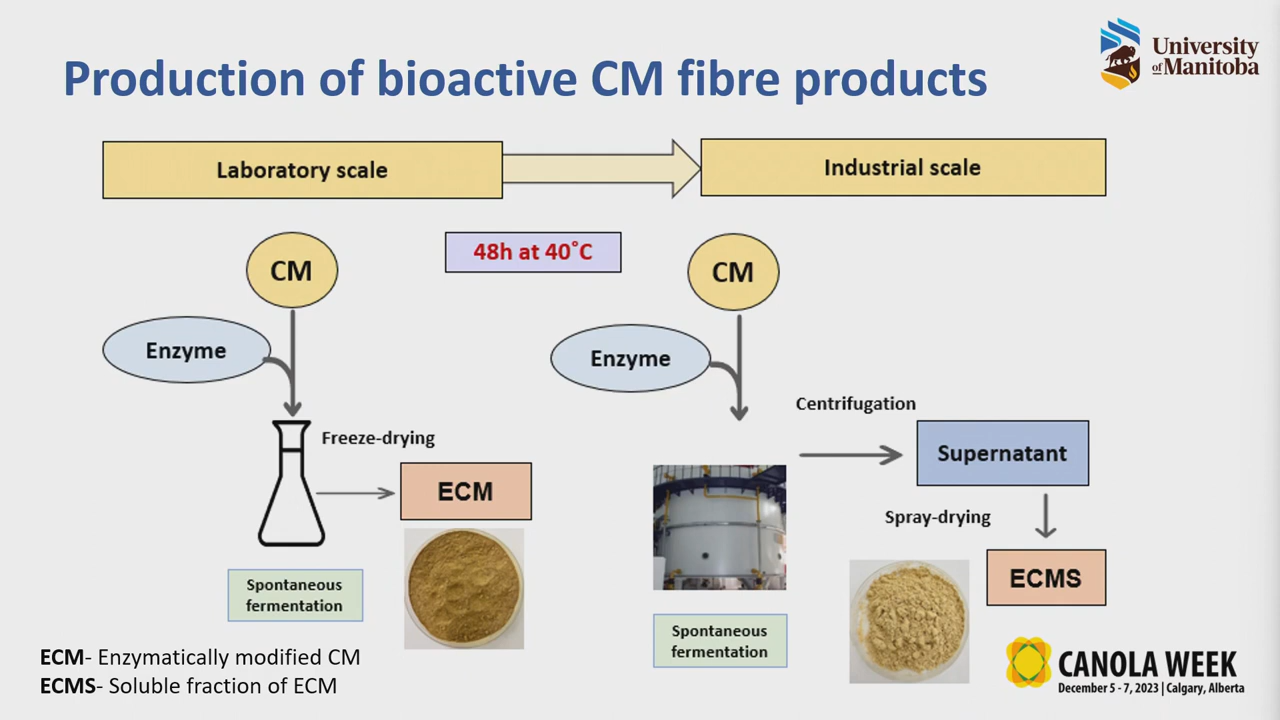 Production of bioactive CM fibre products
University
of Manitoba
Laboratory scale
Industrial scale
48h at 40˚C
CM
Enzyme
Freeze-drying
ECM
Spontaneous
fermentation
CM
Enzyme
Centrifugation
Supernatant
Spray-drying
ECMS
Spontaneous
fermentation
ECM- Enzymatically modified CM
ECMS- Soluble fraction of ECM
CANOLA WEEK
December 5 - 7, 2023 | Calgary, Alberta